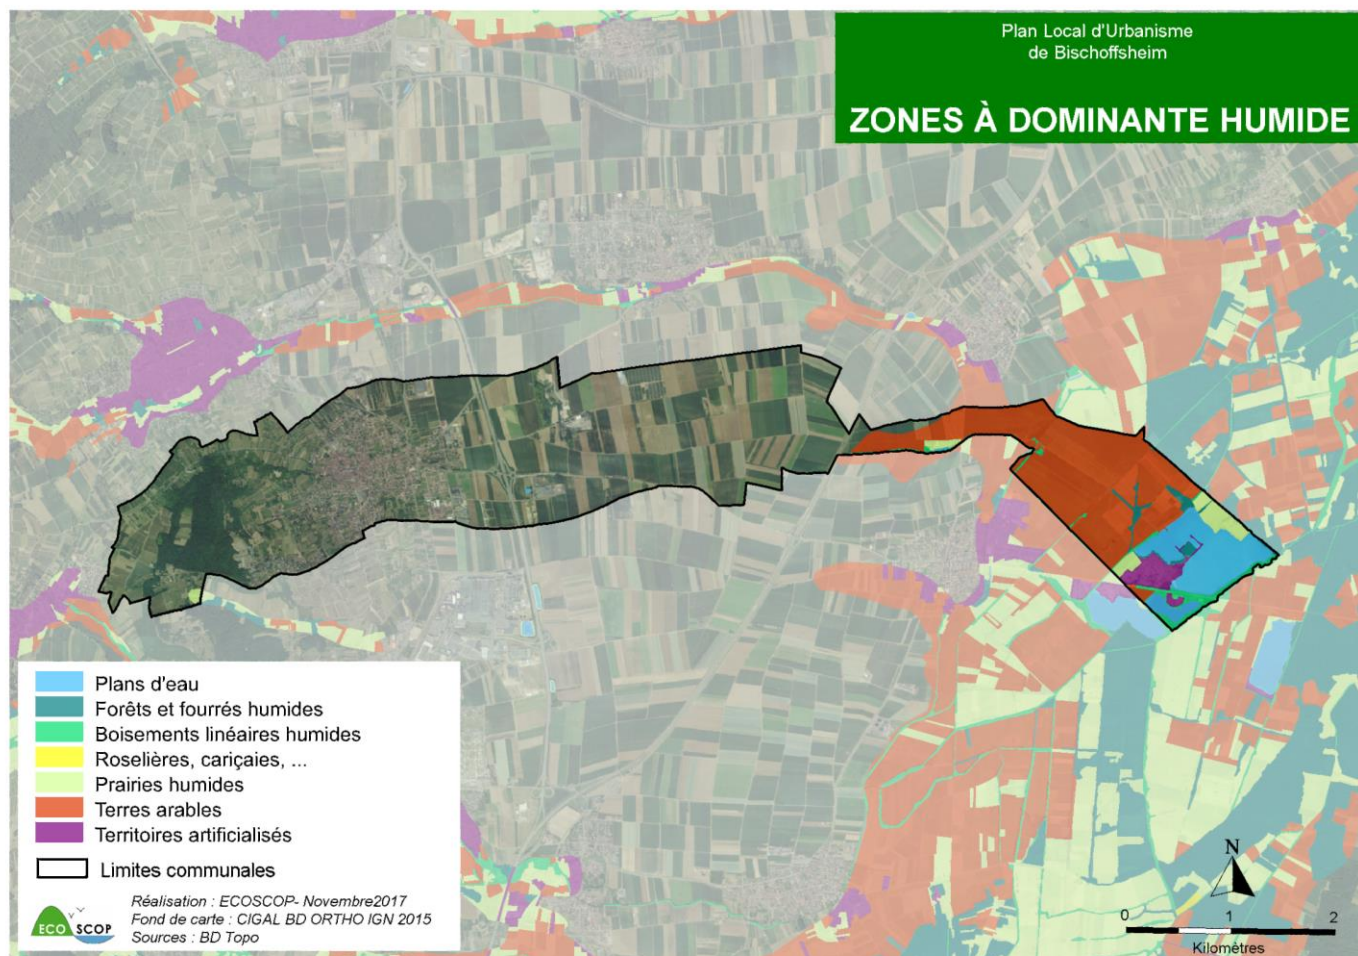 Plan Local d'Urbanisme
de Bischoffsheim
ZONES À DOMINANTE HUMIDE
Plans d'eau
Forêts et fourrés humides
Boisements linéaires humides
Roselières, cariçaies, ...
Prairies humides
Terres arables
Territoires artificialisés
Limites communales
Réalisation : ECOSCOP- Novembre2017
Fond de carte : CIGAL BD ORTHO IGN 2015
Sources : BD Topo
ECO SCOP
N
0 1 2
Kilomètres